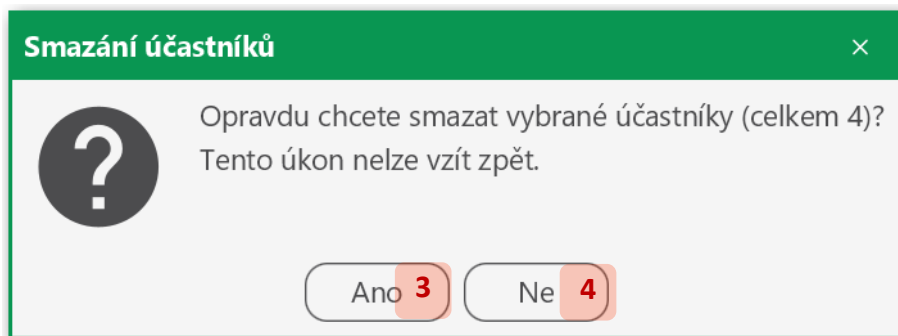 Smazání účastníků ×
Opravdu chcete smazat vybrané účastníky (celkem 4)?
Tento úkon nelze vzít zpět.
Ano 3 Ne 4